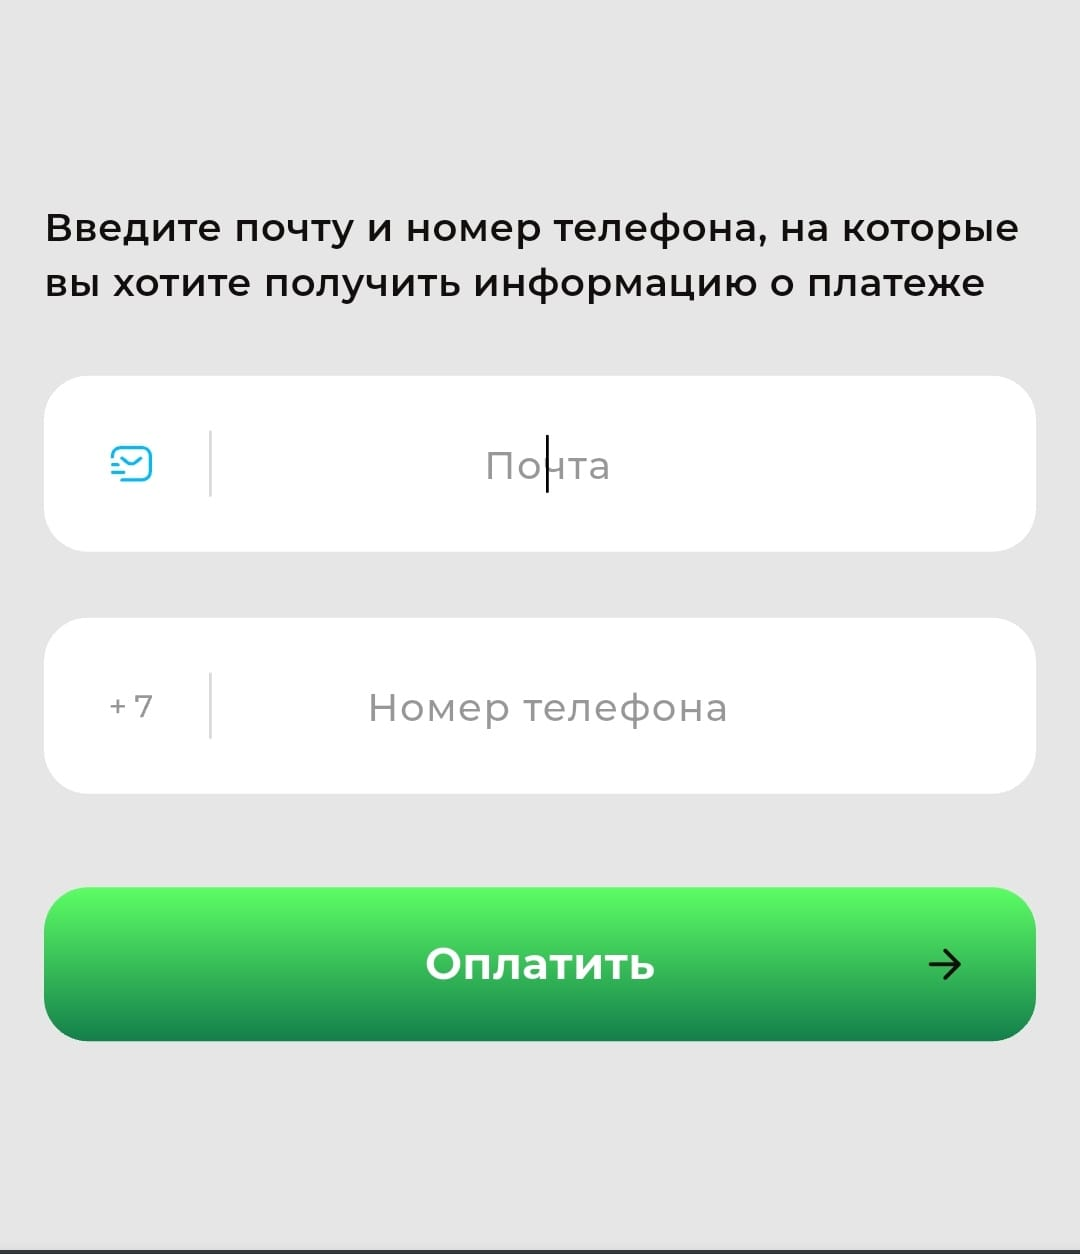 Введите почту и номер телефона, на которые
вы хотите получить информацию о платеже
Почта
+ 7 Номер телефона
Оплатить